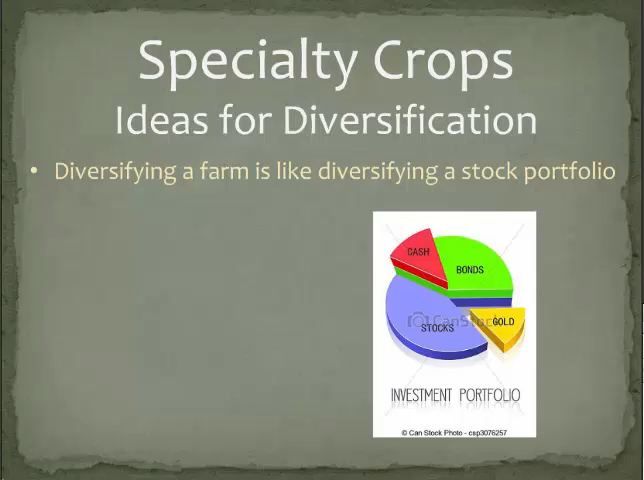 Specialty Crops
Ideas for Diversification
• Diversifying a farm is like diversifying a stock portfolio
CASH
BONDS
STOCKS
GOLD
CanStock
INVESTMENT PORTFOLIO
© Can Stock Photo - csp3076257